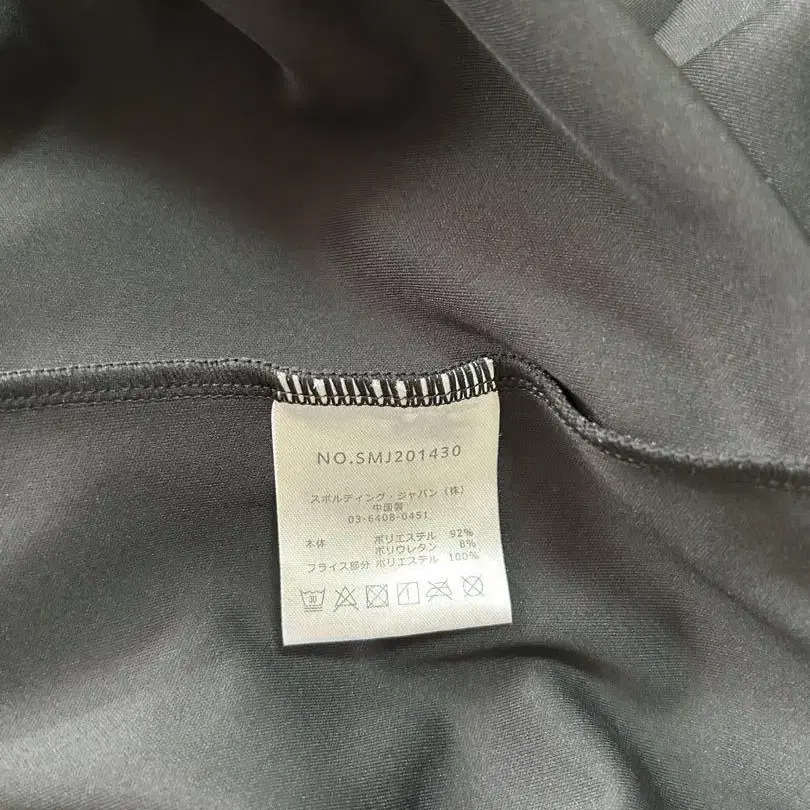 NO.SMJ201430
スポルディング・ジャパン(株)
中国製
03-6408-0451
本体 ポリエステル 92%
ポリウレタン 8%
フライス部分 ポリエステル 100%
30